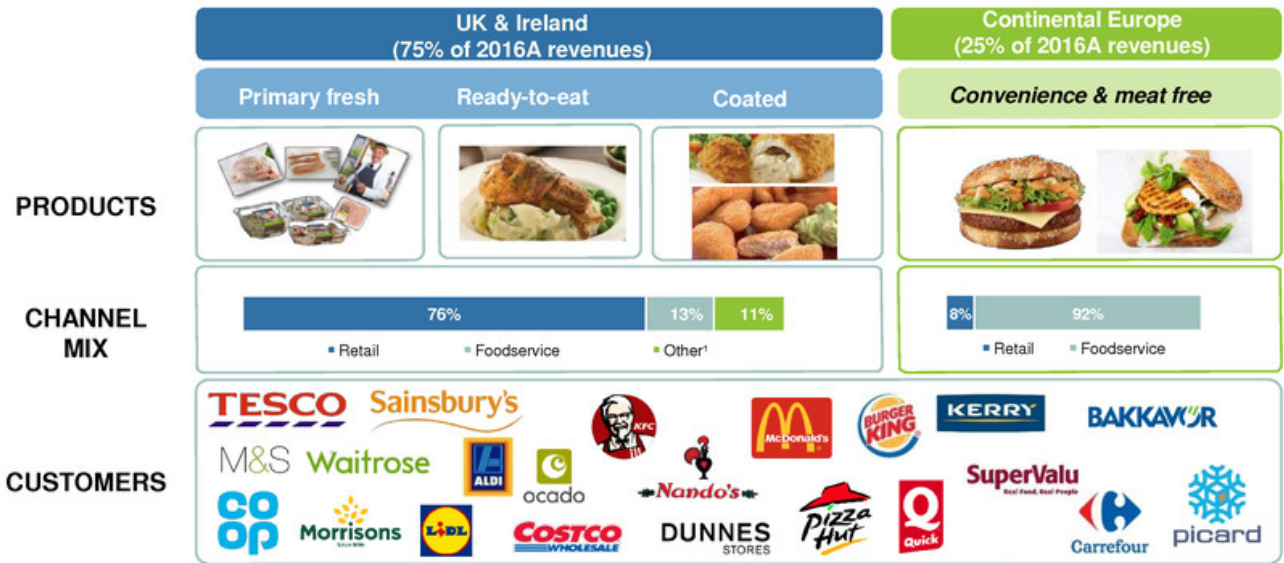 UK & Ireland
(75% of 2016A revenues)
Continental Europe
(25% of 2016A revenues)
Primary fresh
Ready-to-eat
Coated
Convenience & meat free
PRODUCTS
CHANNEL
MIX
76%
13%
11%
Retail
Foodservice
Other¹
8%
92%
Retail
Foodservice
CUSTOMERS
TESCO
Sainsbury's
KFC
McDonald's
BURGER
KING
KERRY
BAKKAVÖR
M&S
Waitrose
ALDI
ocado
Nando's
SuperValu
Real Food, Real People
CO
OP
Morrisons
Since 1899
LiDL
COSTCO
WHOLESALE
DUNNES
STORES
Pizza
Hut
Q
Quick
Carrefour
picard